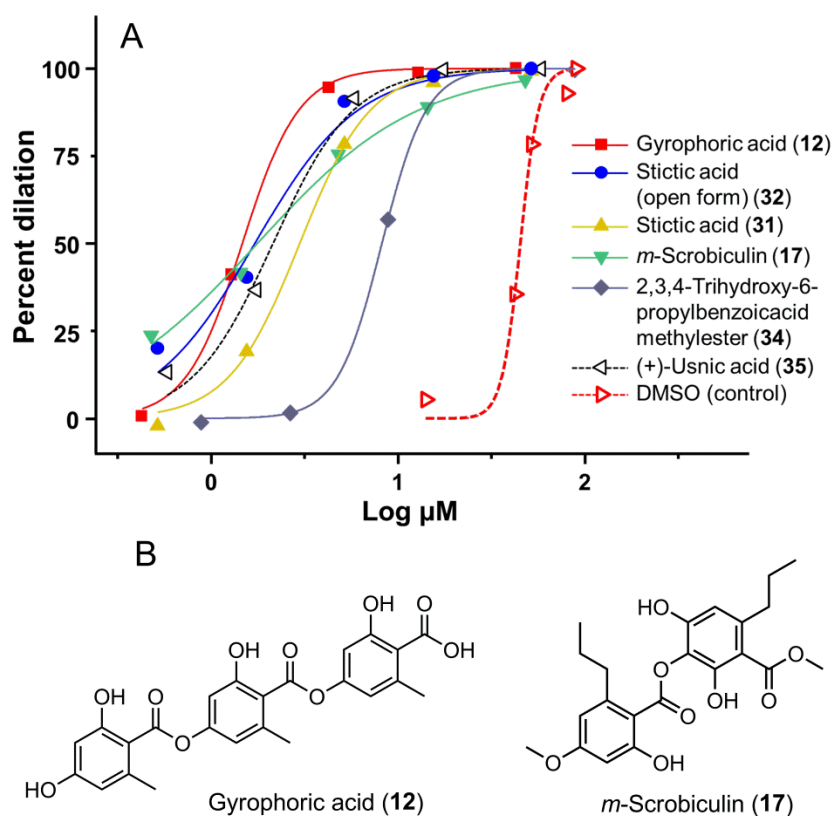 A
100
75
50
25
0
Percent dilation
0 1 2
Log µM
Gyrophoric acid (12)
Stictic acid
(open form) (32)
Stictic acid (31)
m-Scrobiculin (17)
2,3,4-Trihydroxy-6-
propylbenzoicacid
methylester (34)
(+)-Usnic acid (35)
DMSO (control)
B
OH O
OH
OH O
O
OH O
O
HO
Gyrophoric acid (12)
HO
O
O
O
OH
O
O
OH
m-Scrobiculin (17)